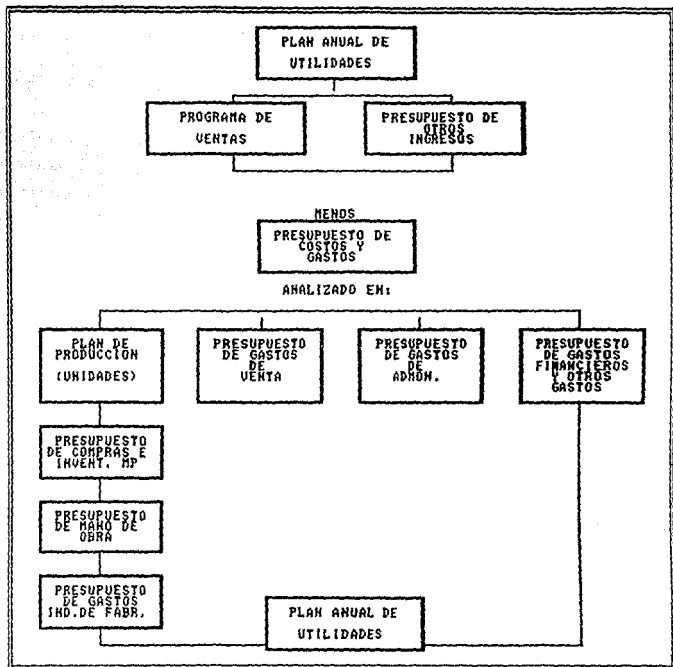 PLAN ANUAL DE
UTILIDADES
PROGRAMA DE
VENTAS
PRESUPUESTO DE
OTROS
INGRESOS
MENOS
PRESUPUESTO DE
COSTOS Y
GASTOS
ANALIZADO EN:
PLAN DE
PRODUCCION
(UNIDADES)
PRESUPUESTO
DE GASTOS
DE
VENTA
PRESUPUESTO
DE GASTOS
DE
ADMON.
PRESUPUESTO
DE GASTOS
FINANCIEROS
Y OTROS
GASTOS
PRESUPUESTO
DE COMPRAS E
INVENT. MP
PRESUPUESTO
DE MANO DE
OBRA
PRESUPUESTO
DE GASTOS
IND.DE FABR.
PLAN ANUAL DE
UTILIDADES